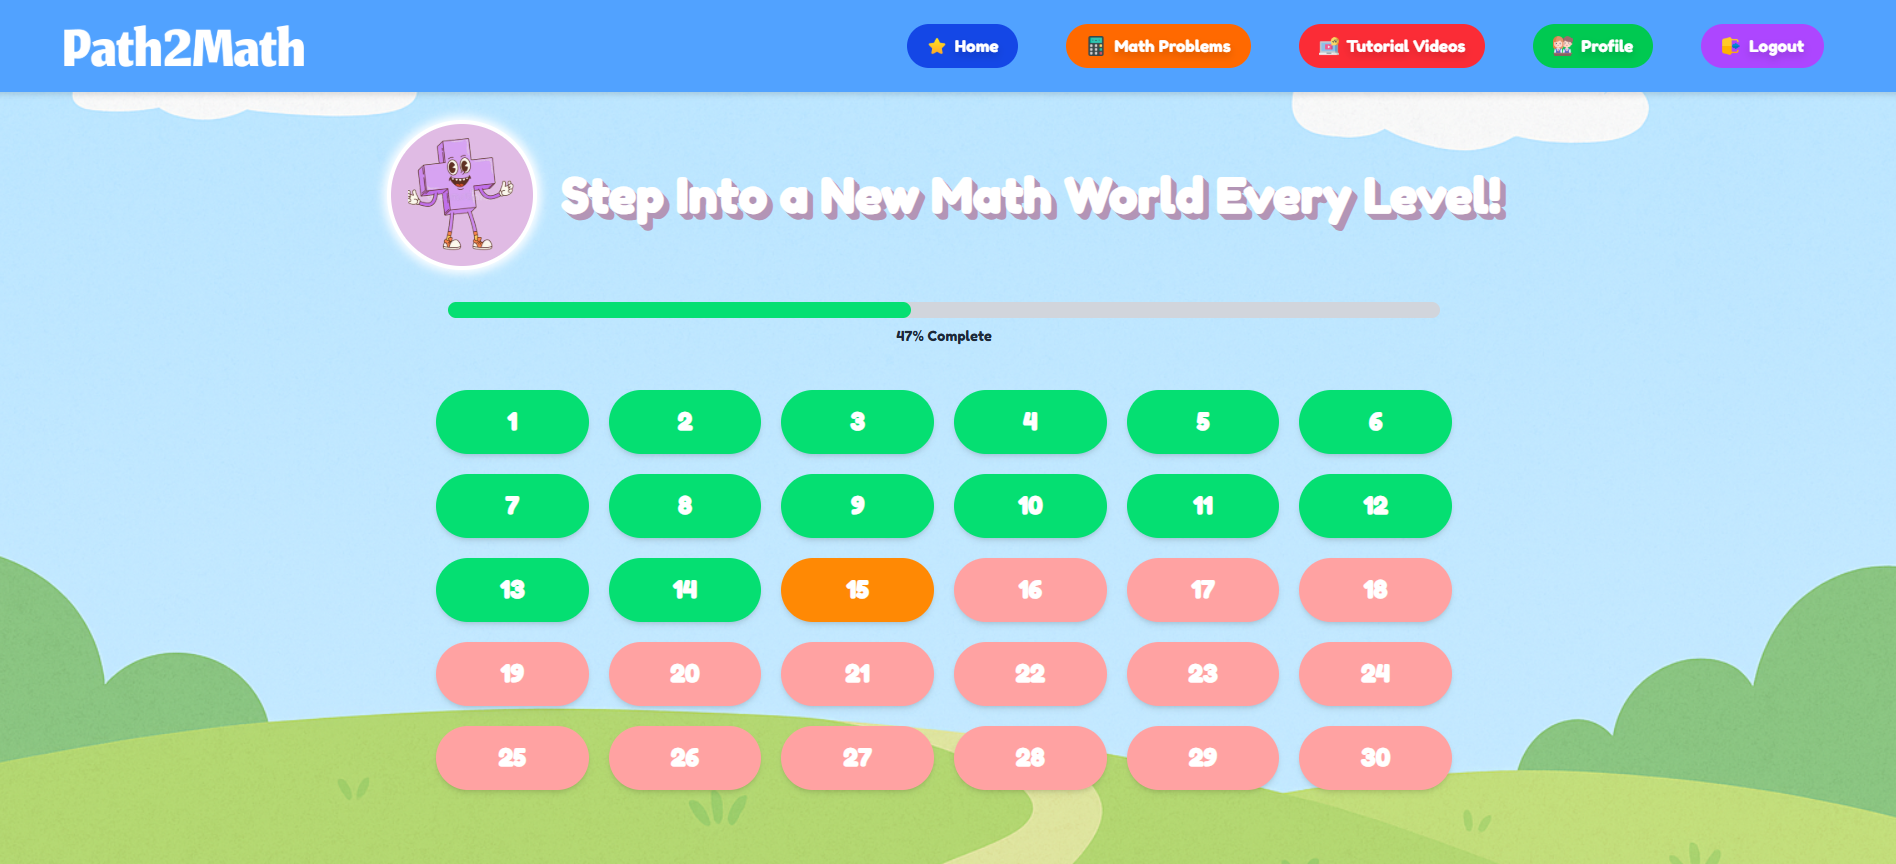 Path2Math
Home
Math Problems
Tutorial Videos
Profile
Logout
Step Into a New Math World Every Level!
47% Complete
1 2 3 4 5 6
7 8 9 10 11 12
13 14 15 16 17 18
19 20 21 22 23 24
25 26 27 28 29 30